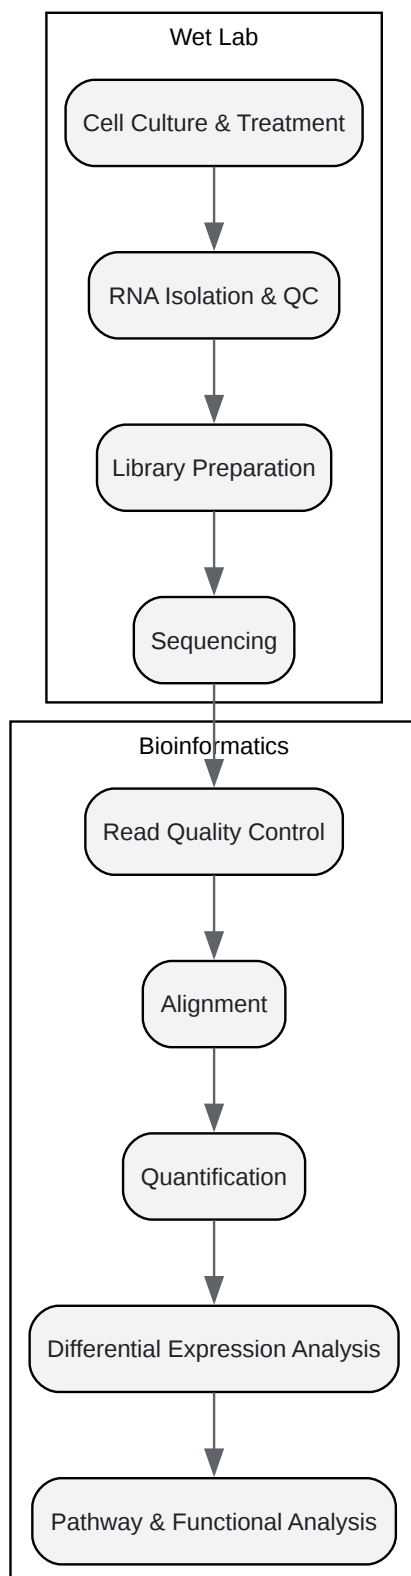 Wet Lab
Cell Culture & Treatment
RNA Isolation & QC
Library Preparation
Sequencing
Bioinformatics
Read Quality Control
Alignment
Quantification
Differential Expression Analysis
Pathway & Functional Analysis